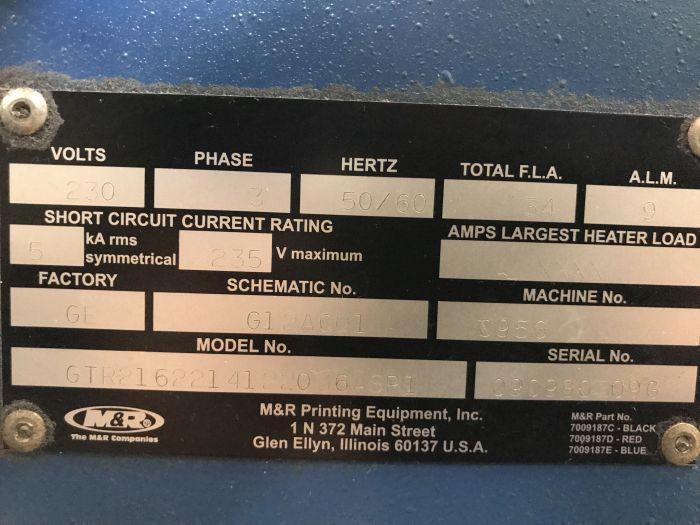 VOLTS PHASE HERTZ TOTAL F.L.A. A.L.M.
230 3 50/60 34 9
SHORT CIRCUIT CURRENT RATING
5 kA rms symmetrical 235 V maximum
AMPS LARGEST HEATER LOAD
FACTORY SCHEMATIC No. MACHINE No.
MODEL No. SERIAL No.
M&R®
The M&R Companies
M&R Printing Equipment, Inc.
1 N 372 Main Street
Glen Ellyn, Illinois 60137 U.S.A.
M&R Part No.
7009187C - BLACK
7009187D - RED
7009187E - BLUE